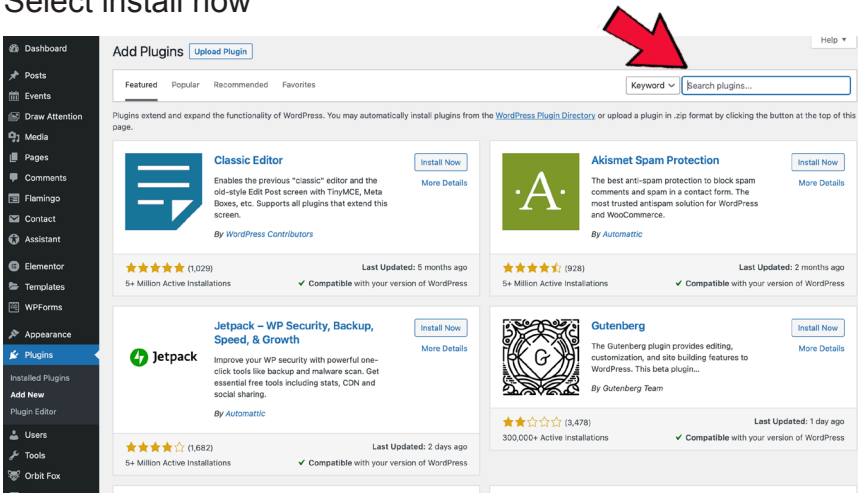 Select install now
Help
Dashboard
Posts
Events
Draw Attention
Media
Pages
Comments
Flamingo
Contact
Assistant
Elementor
Templates
WPForms
Appearance
Plugins
Installed Plugins
Add New
Plugin Editor
Users
Tools
Orbit Fox
Add Plugins Upload Plugin
Featured Popular Recommended Favorites
Keyword Search plugins...
Plugins extend and expand the functionality of WordPress. You may automatically install plugins from the WordPress Plugin Directory or upload a plugin in .zip format by clicking the button at the top of this
page.
Classic Editor
Install Now
More Details
Enables the previous "classic" editor and the
old-style Edit Post screen with TinyMCE, Meta
Boxes, etc. Supports all plugins that extend this
screen.
By WordPress Contributors
(1,029)
Last Updated: 5 months ago
5+ Million Active Installations
✔ Compatible with your version of WordPress
·A·
Akismet Spam Protection
Install Now
More Details
The best anti-spam protection to block spam
comments and spam in a contact form. The
most trusted antispam solution for WordPress
and WooCommerce.
By Automattic
(928)
Last Updated: 2 months ago
5+ Million Active Installations
✔ Compatible with your version of WordPress
Jetpack
Jetpack – WP Security, Backup,
Speed, & Growth
Install Now
More Details
Improve your WP security with powerful one-
click tools like backup and malware scan. Get
essential free tools including stats, CDN and
social sharing.
By Automattic
(1,682)
Last Updated: 2 days ago
5+ Million Active Installations
✔ Compatible with your version of WordPress
G
Gutenberg
Install Now
More Details
The Gutenberg plugin provides editing,
customization, and site building features to
WordPress. This beta plugin...
By Gutenberg Team
(3,478)
Last Updated: 1 day ago
300,000+ Active Installations
✔ Compatible with your version of WordPress